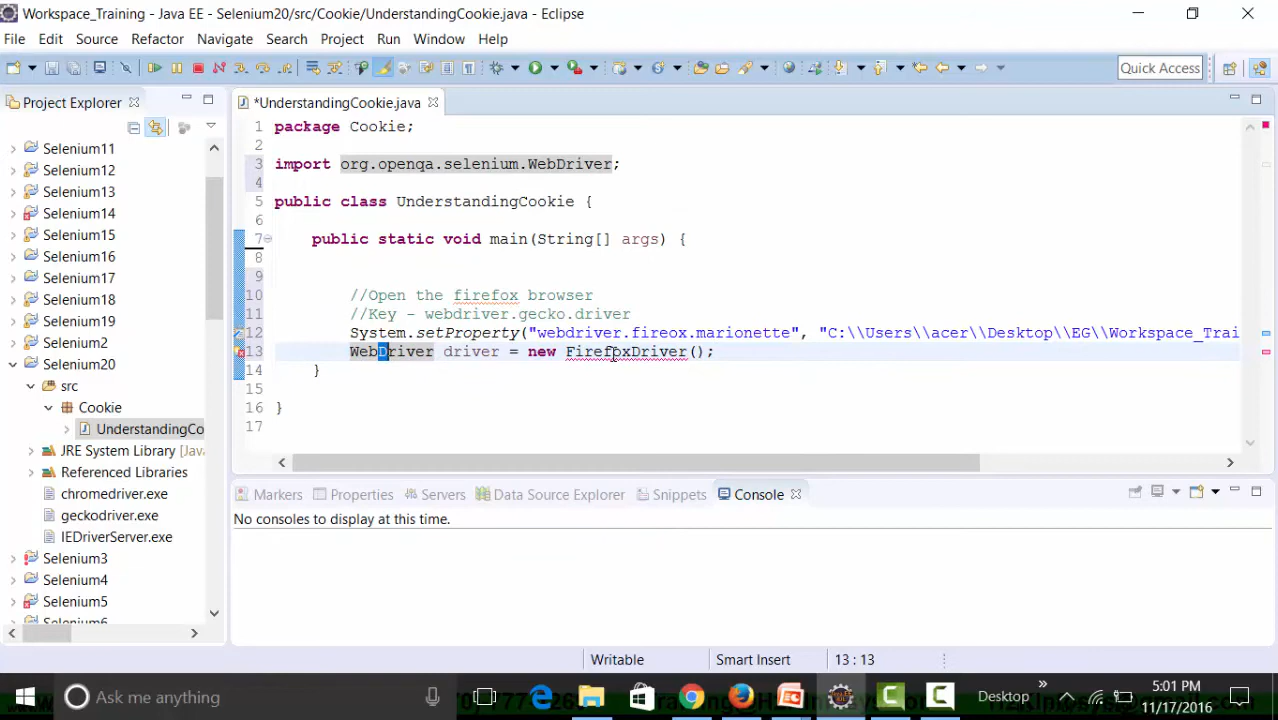 Workspace_Training - Java EE - Selenium20/src/Cookie/UnderstandingCookie.java - Eclipse
File Edit Source Refactor Navigate Search Project Run Window Help
Quick Access
Project Explorer
*UnderstandingCookie.java
Selenium11
Selenium12
Selenium13
Selenium14
Selenium15
Selenium16
Selenium17
Selenium18
Selenium19
Selenium20
src
Cookie
UnderstandingCo
JRE System Library [Java
Referenced Libraries
chromedriver.exe
geckodriver.exe
IEDriverServer.exe
Selenium3
Selenium4
Selenium5
Selenium6
1 package Cookie;
2
3 import org.openqa.selenium.WebDriver;
4
5 public class UnderstandingCookie {
6
7 public static void main(String[] args) {
8
9
10 //Open the firefox browser
11 //Key - webdriver.gecko.driver
12 System.setProperty("webdriver.fireox.marionette", "C:\\Users\\acer\\Desktop\\EG\\Workspace_Trai
13 WebDriver driver = new FirefoxDriver();
14 }
15
16 }
17
Markers Properties Servers Data Source Explorer Snippets Console
No consoles to display at this time.
Writable Smart Insert 13 : 13
Ask me anything
Desktop
5:01 PM
11/17/2016